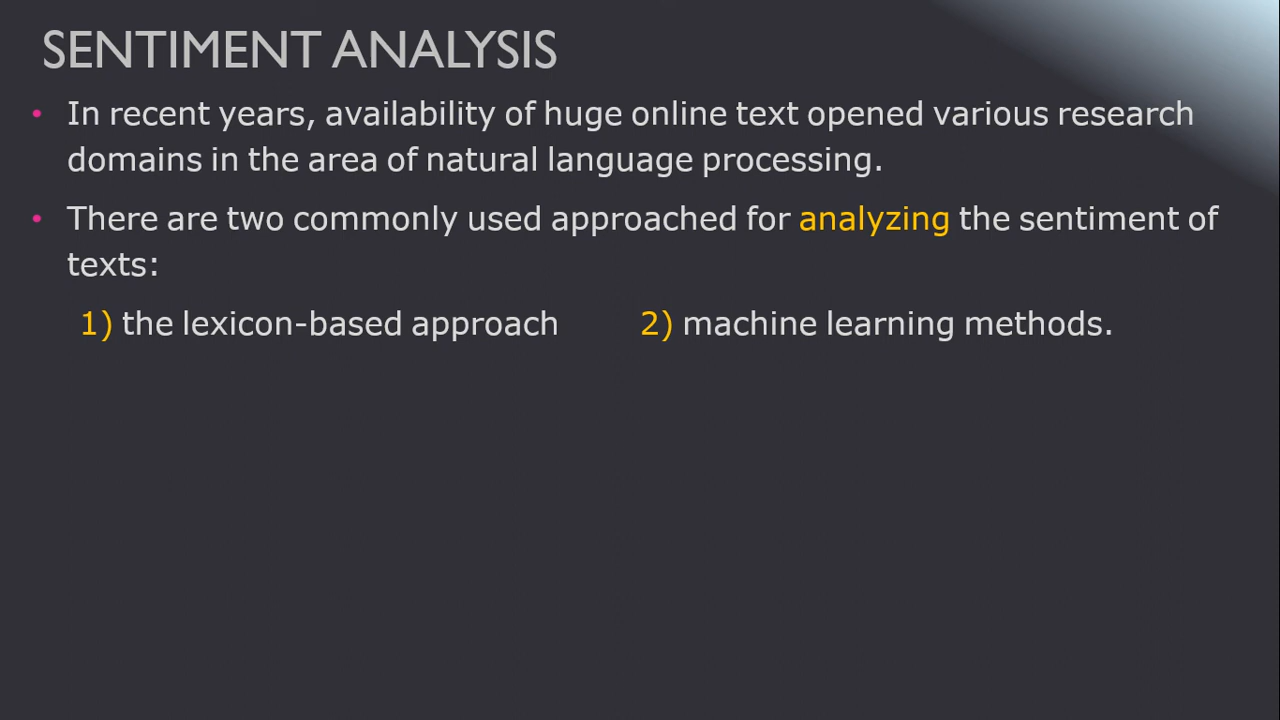 SENTIMENT ANALYSIS
• In recent years, availability of huge online text opened various research
domains in the area of natural language processing.
• There are two commonly used approached for analyzing the sentiment of
texts:
1) the lexicon-based approach 2) machine learning methods.